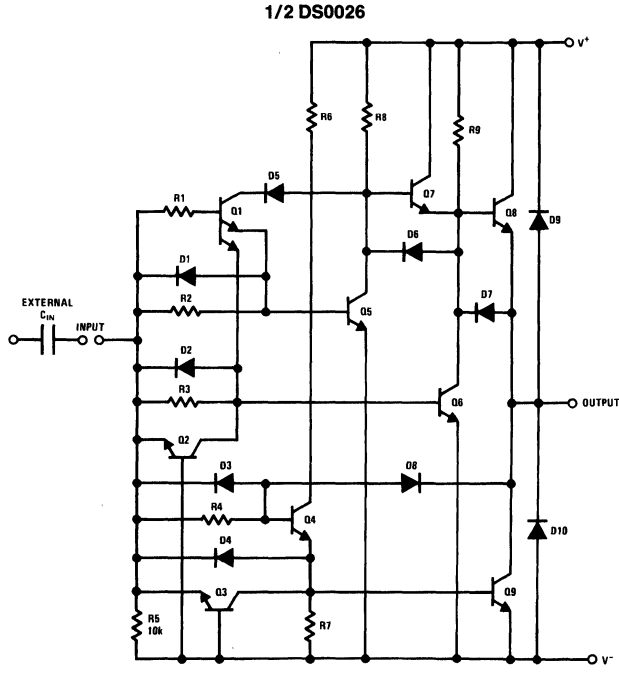 1/2 DS0026
V+
R6
R8
R9
D5
R1
Q1
Q7
Q8
D9
D6
D1
EXTERNAL
CIN
INPUT
R2
Q5
D7
D2
R3
Q6
OUTPUT
Q2
D3
D8
R4
Q4
D10
D4
Q3
Q9
R5
10k
R7
V-